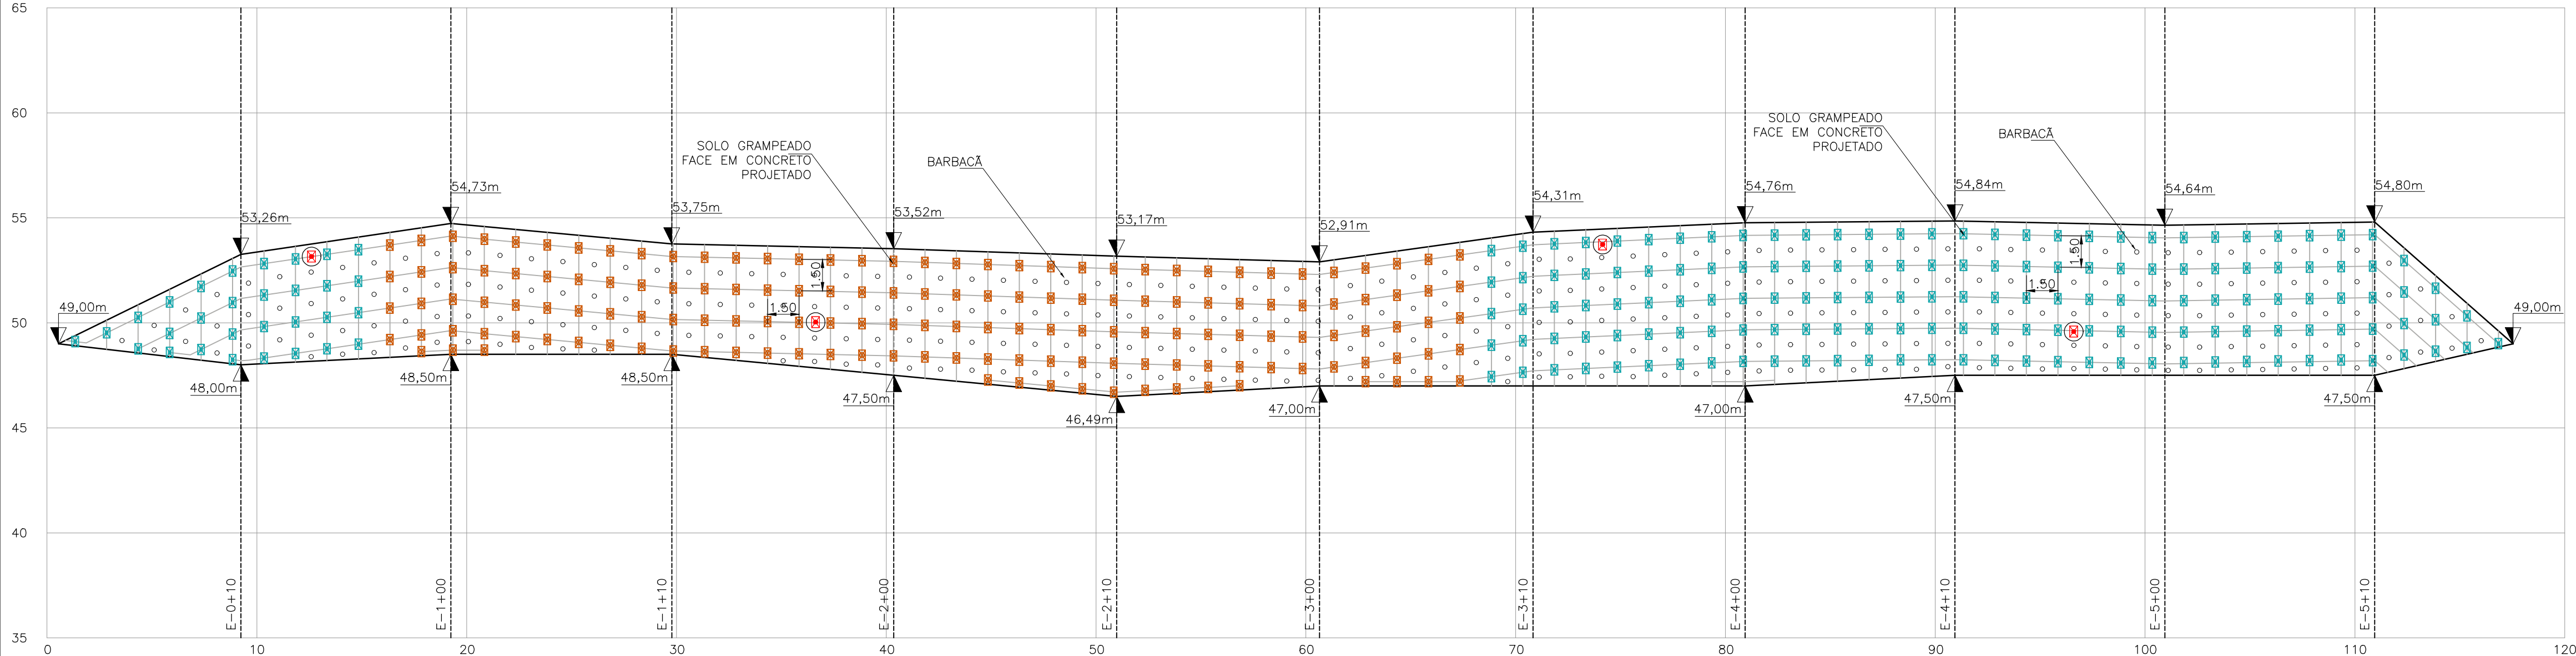 65
60
55
50
45
40
35
0
10
20
30
40
50
60
70
80
90
100
110
120
SOLO GRAMPEADO
FACE EM CONCRETO
PROJETADO
BARBACÃ
SOLO GRAMPEADO
FACE EM CONCRETO
PROJETADO
BARBACÃ
49,00m
53,26m
54,73m
53,75m
53,52m
53,17m
52,91m
54,31m
54,76m
54,84m
54,64m
54,80m
49,00m
1.50
1.50
1.50
1.50
48,00m
48,50m
48,50m
47,50m
46,49m
47,00m
47,00m
47,50m
47,50m
E-0+10
E-1+00
E-1+10
E-2+00
E-2+10
E-3+00
E-3+10
E-4+00
E-4+10
E-5+00
E-5+10